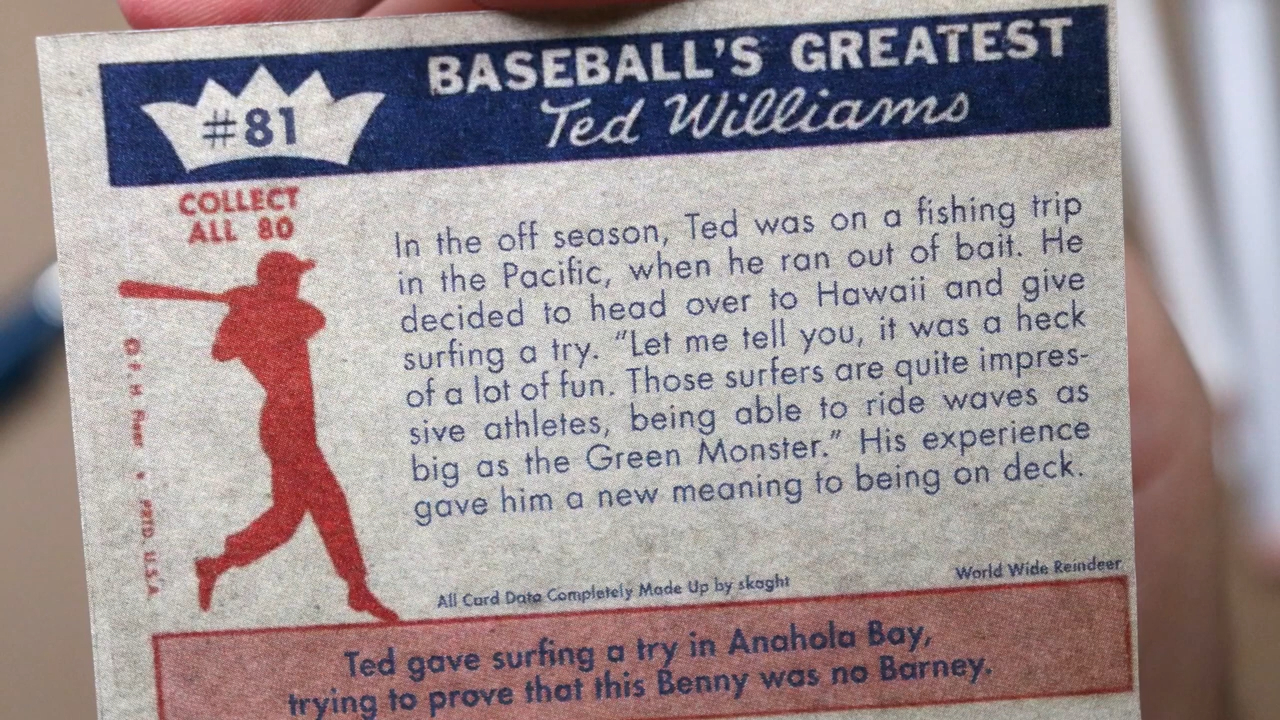 BASEBALL'S GREATEST
#81
Ted Williams
COLLECT
ALL 80
In the off season, Ted was on a fishing trip
in the Pacific, when he ran out of bait. He
decided to head over to Hawaii and give
surfing a try. "Let me tell you, it was a heck
of a lot of fun. Those surfers are quite impres-
sive athletes, being able to ride waves as
big as the Green Monster." His experience
gave him a new meaning to being on deck.
PRTD. U.S.A.
All Card Data Completely Made Up by skaght
World Wide Reindeer
Ted gave surfing a try in Anahola Bay,
trying to prove that this Benny was no Barney.